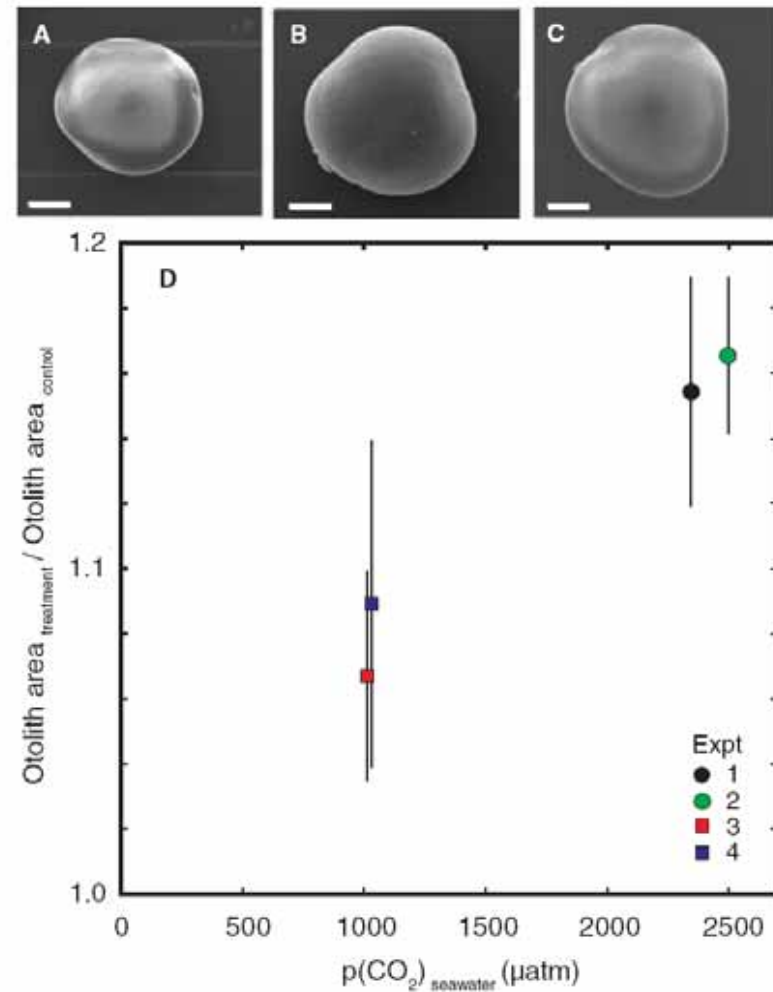 A
B
C
D
1.2
1.1
1.0
Otolith area treatment / Otolith area control
Expt
1
2
3
4
0 500 1000 1500 2000 2500
p(CO2) seawater (µatm)